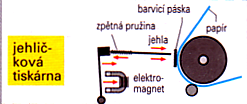 barvicí páska
zpětná pružina
jehla
papír
jehlič-
ková
tiskárna
elektro-
magnet